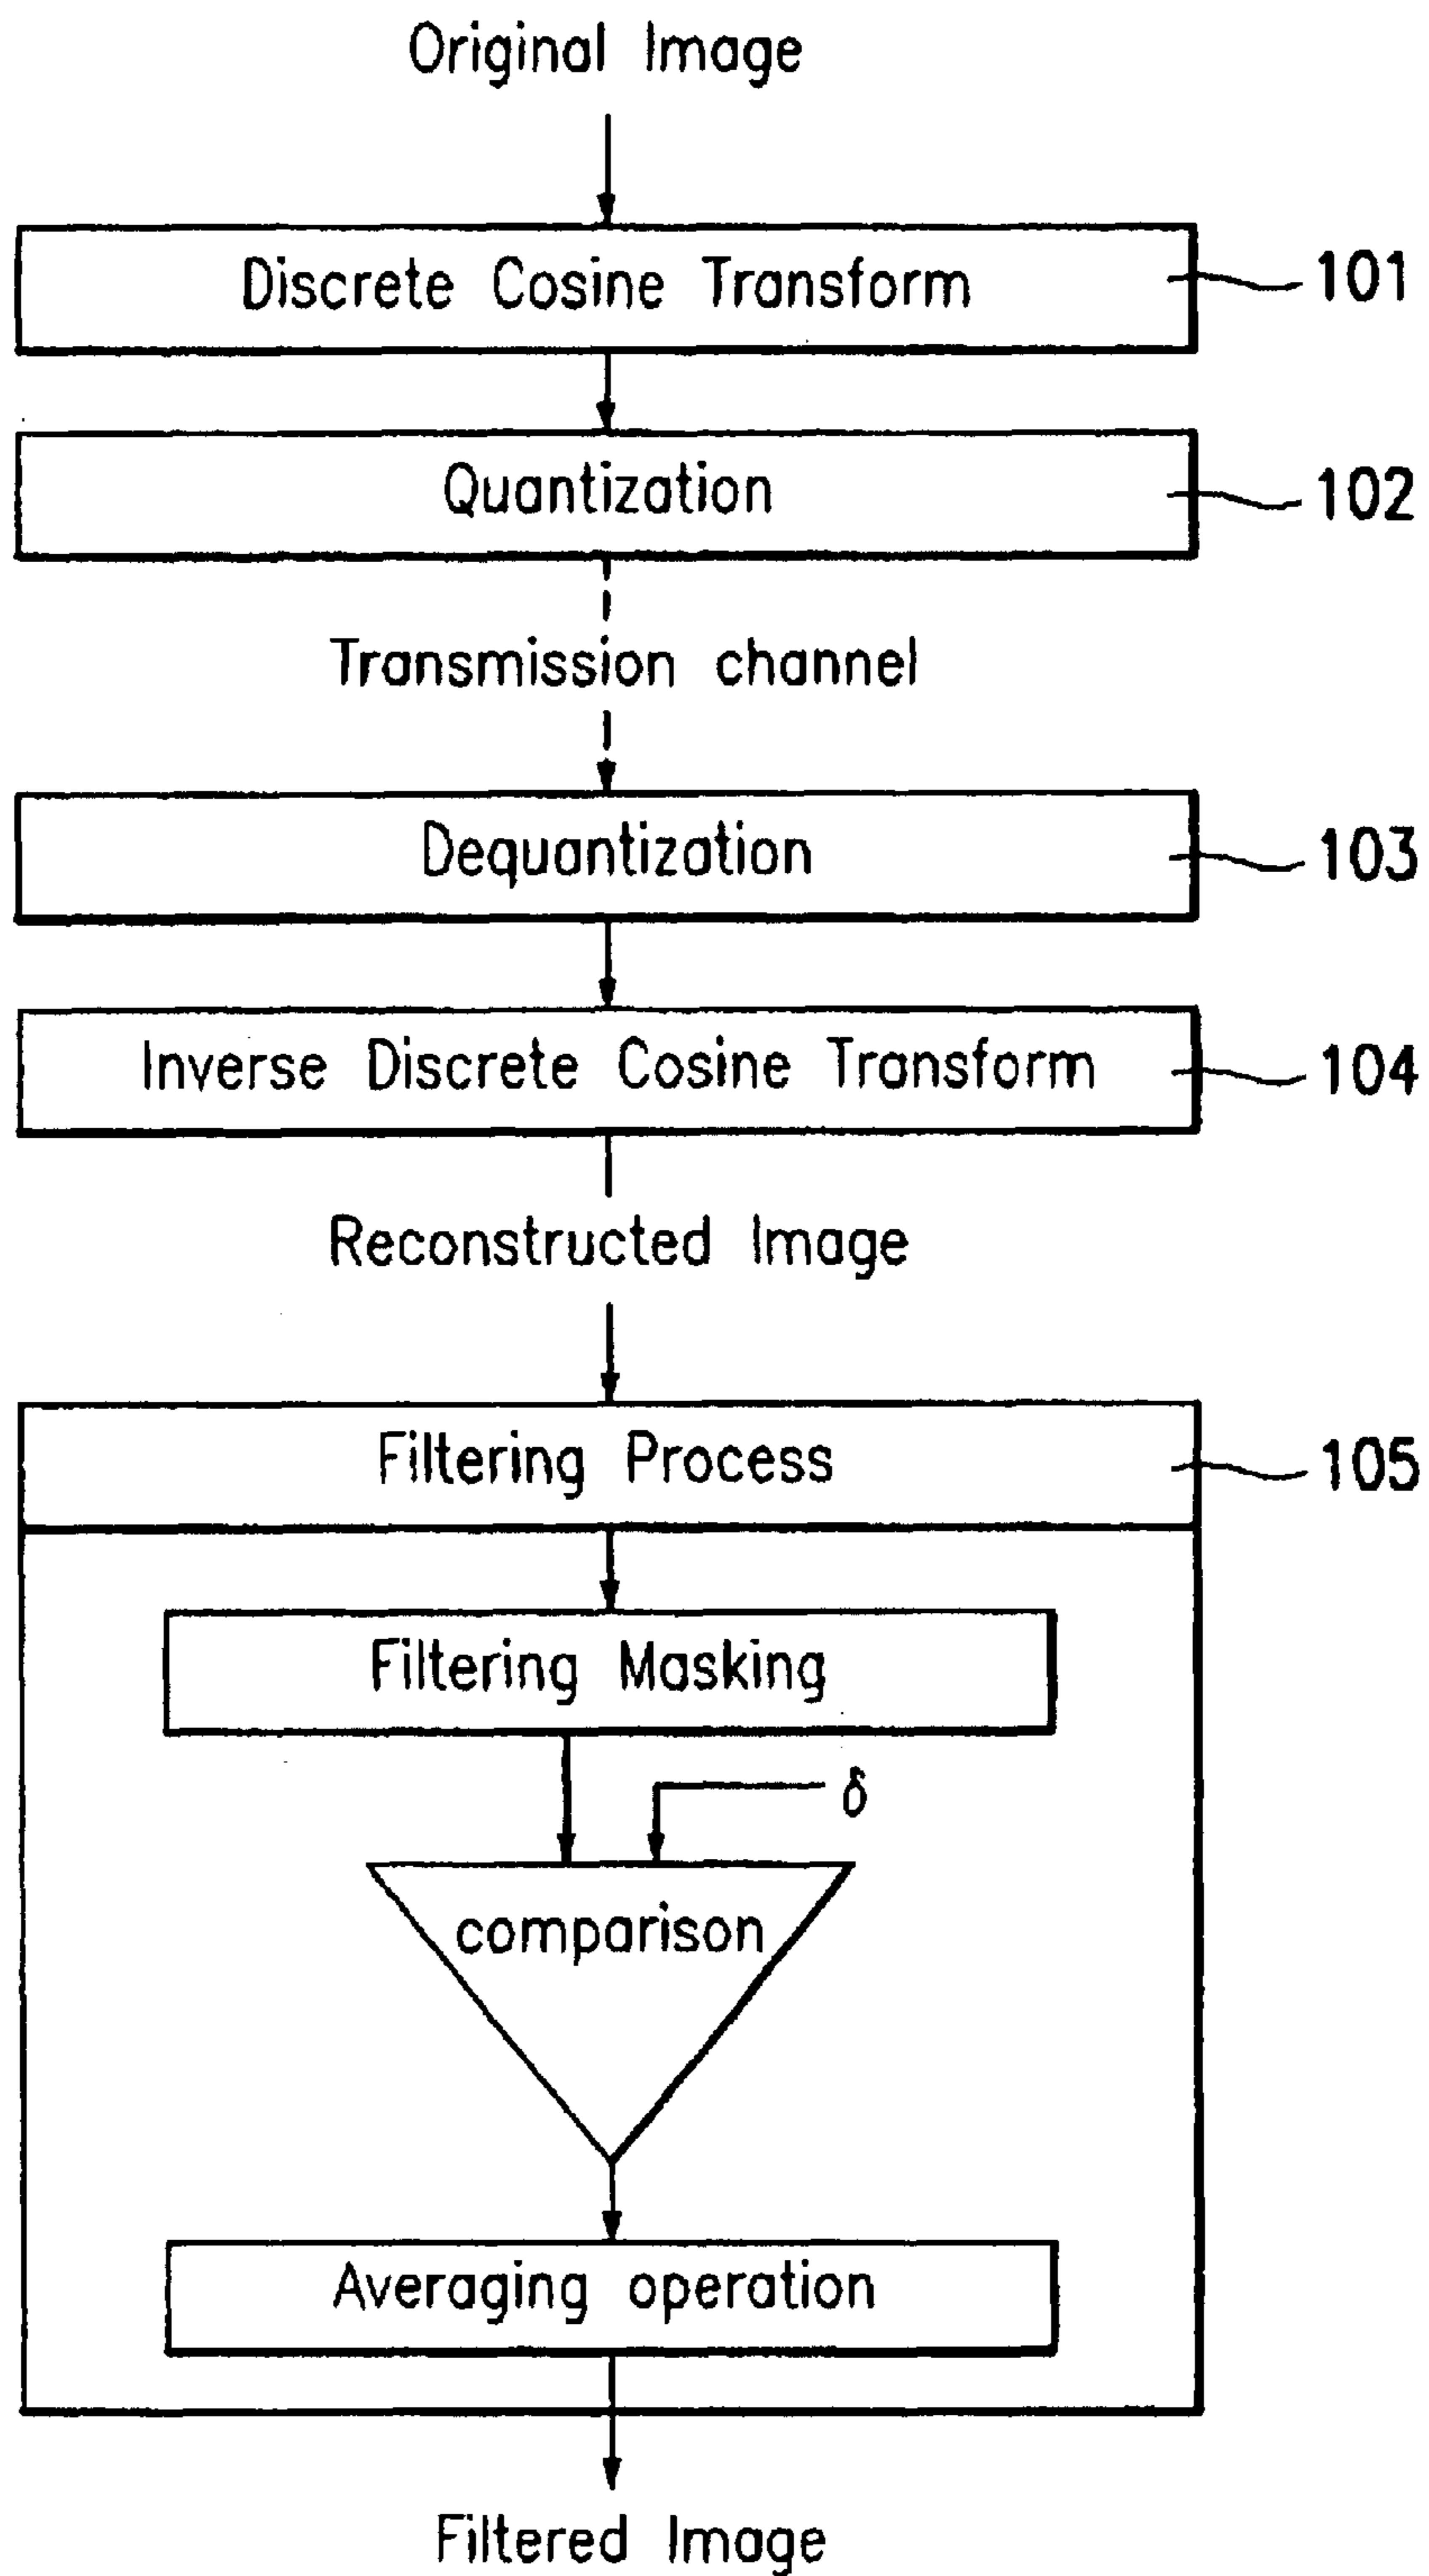 Original Image
Discrete Cosine Transform 101
Quantization 102
Transmission channel
Dequantization 103
Inverse Discrete Cosine Transform 104
Reconstructed Image
Filtering Process 105
Filtering Masking
δ
comparison
Averaging operation
Filtered Image